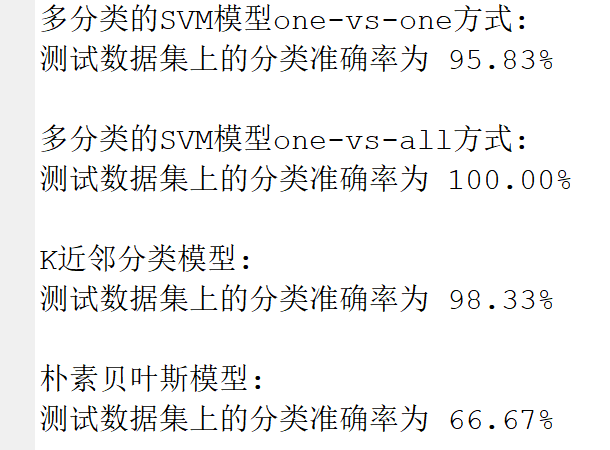 多分类的SVM模型one-vs-one方式:
测试数据集上的分类准确率为 95.83%
多分类的SVM模型one-vs-all方式:
测试数据集上的分类准确率为 100.00%
K近邻分类模型:
测试数据集上的分类准确率为 98.33%
朴素贝叶斯模型:
测试数据集上的分类准确率为 66.67%